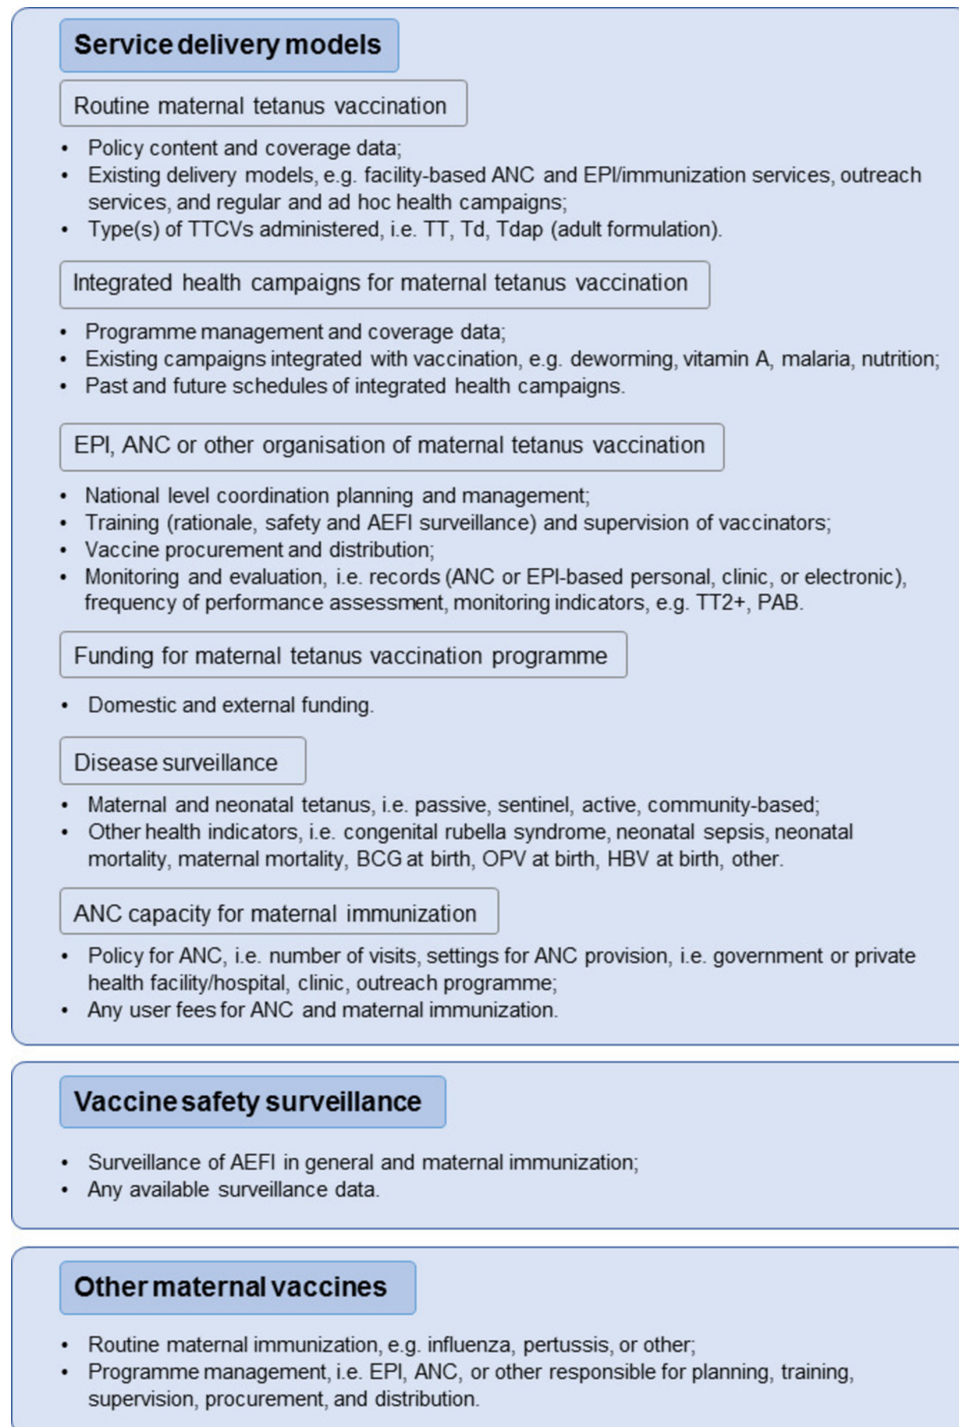 Service delivery models
Routine maternal tetanus vaccination
• Policy content and coverage data;
• Existing delivery models, e.g. facility-based ANC and EPI/immunization services, outreach
services, and regular and ad hoc health campaigns;
• Type(s) of TTCVs administered, i.e. TT, Td, Tdap (adult formulation).
Integrated health campaigns for maternal tetanus vaccination
• Programme management and coverage data;
• Existing campaigns integrated with vaccination, e.g. deworming, vitamin A, malaria, nutrition;
• Past and future schedules of integrated health campaigns.
EPI, ANC or other organisation of maternal tetanus vaccination
• National level coordination planning and management;
• Training (rationale, safety and AEFI surveillance) and supervision of vaccinators;
• Vaccine procurement and distribution;
• Monitoring and evaluation, i.e. records (ANC or EPI-based personal, clinic, or electronic),
frequency of performance assessment, monitoring indicators, e.g. TT2+, PAB.
Funding for maternal tetanus vaccination programme
• Domestic and external funding.
Disease surveillance
• Maternal and neonatal tetanus, i.e. passive, sentinel, active, community-based;
• Other health indicators, i.e. congenital rubella syndrome, neonatal sepsis, neonatal
mortality, maternal mortality, BCG at birth, OPV at birth, HBV at birth, other.
ANC capacity for maternal immunization
• Policy for ANC, i.e. number of visits, settings for ANC provision, i.e. government or private
health facility/hospital, clinic, outreach programme;
• Any user fees for ANC and maternal immunization.
Vaccine safety surveillance
• Surveillance of AEFI in general and maternal immunization;
• Any available surveillance data.
Other maternal vaccines
• Routine maternal immunization, e.g. influenza, pertussis, or other;
• Programme management, i.e. EPI, ANC, or other responsible for planning, training,
supervision, procurement, and distribution.